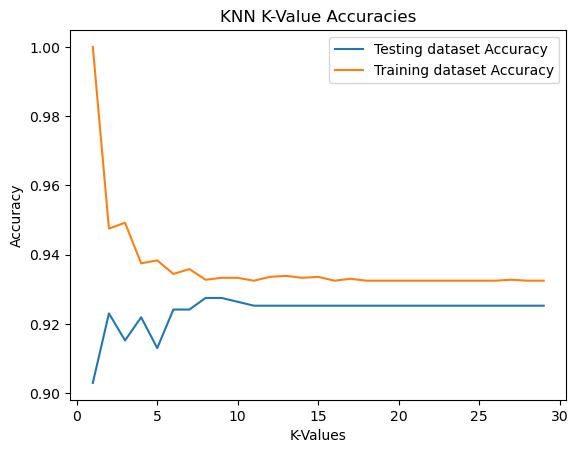 KNN K-Value Accuracies
Testing dataset Accuracy
Training dataset Accuracy
1.00
0.98
0.96
0.94
0.92
0.90
Accuracy
0
5
10
15
20
25
30
K-Values